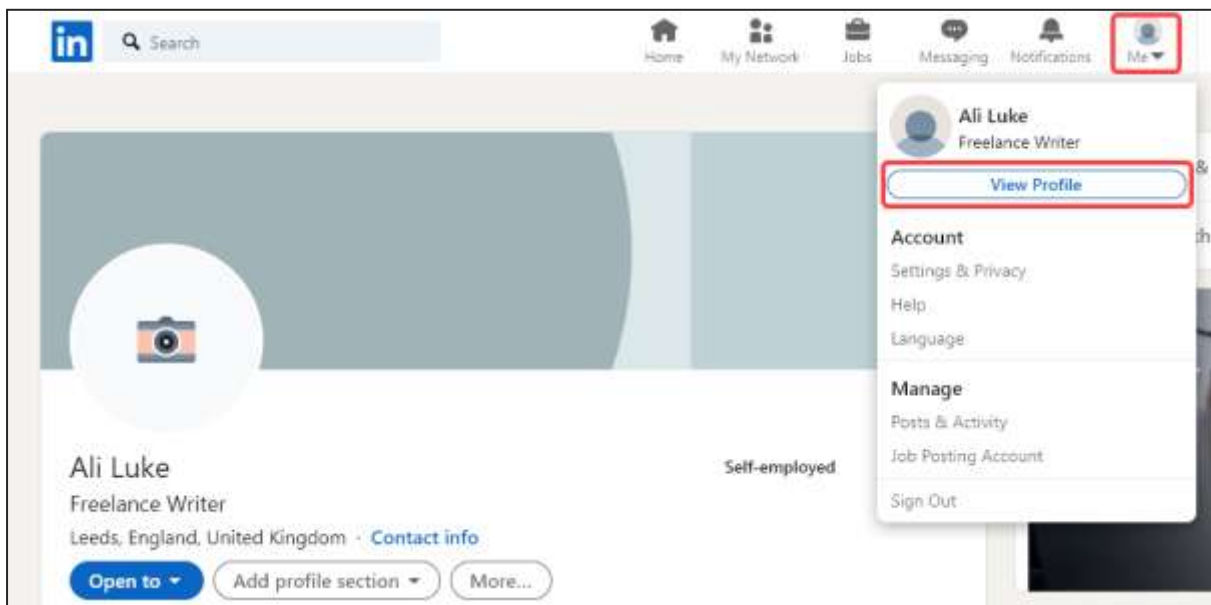 in
Search
Home
My Network
Jobs
Messaging
Notifications
Me
Ali Luke
Freelance Writer
View Profile
Account
Settings & Privacy
Help
Language
Manage
Posts & Activity
Job Posting Account
Sign Out
&
Ali Luke
Self-employed
Freelance Writer
Leeds, England, United Kingdom · Contact info
Open to
Add profile section
More...